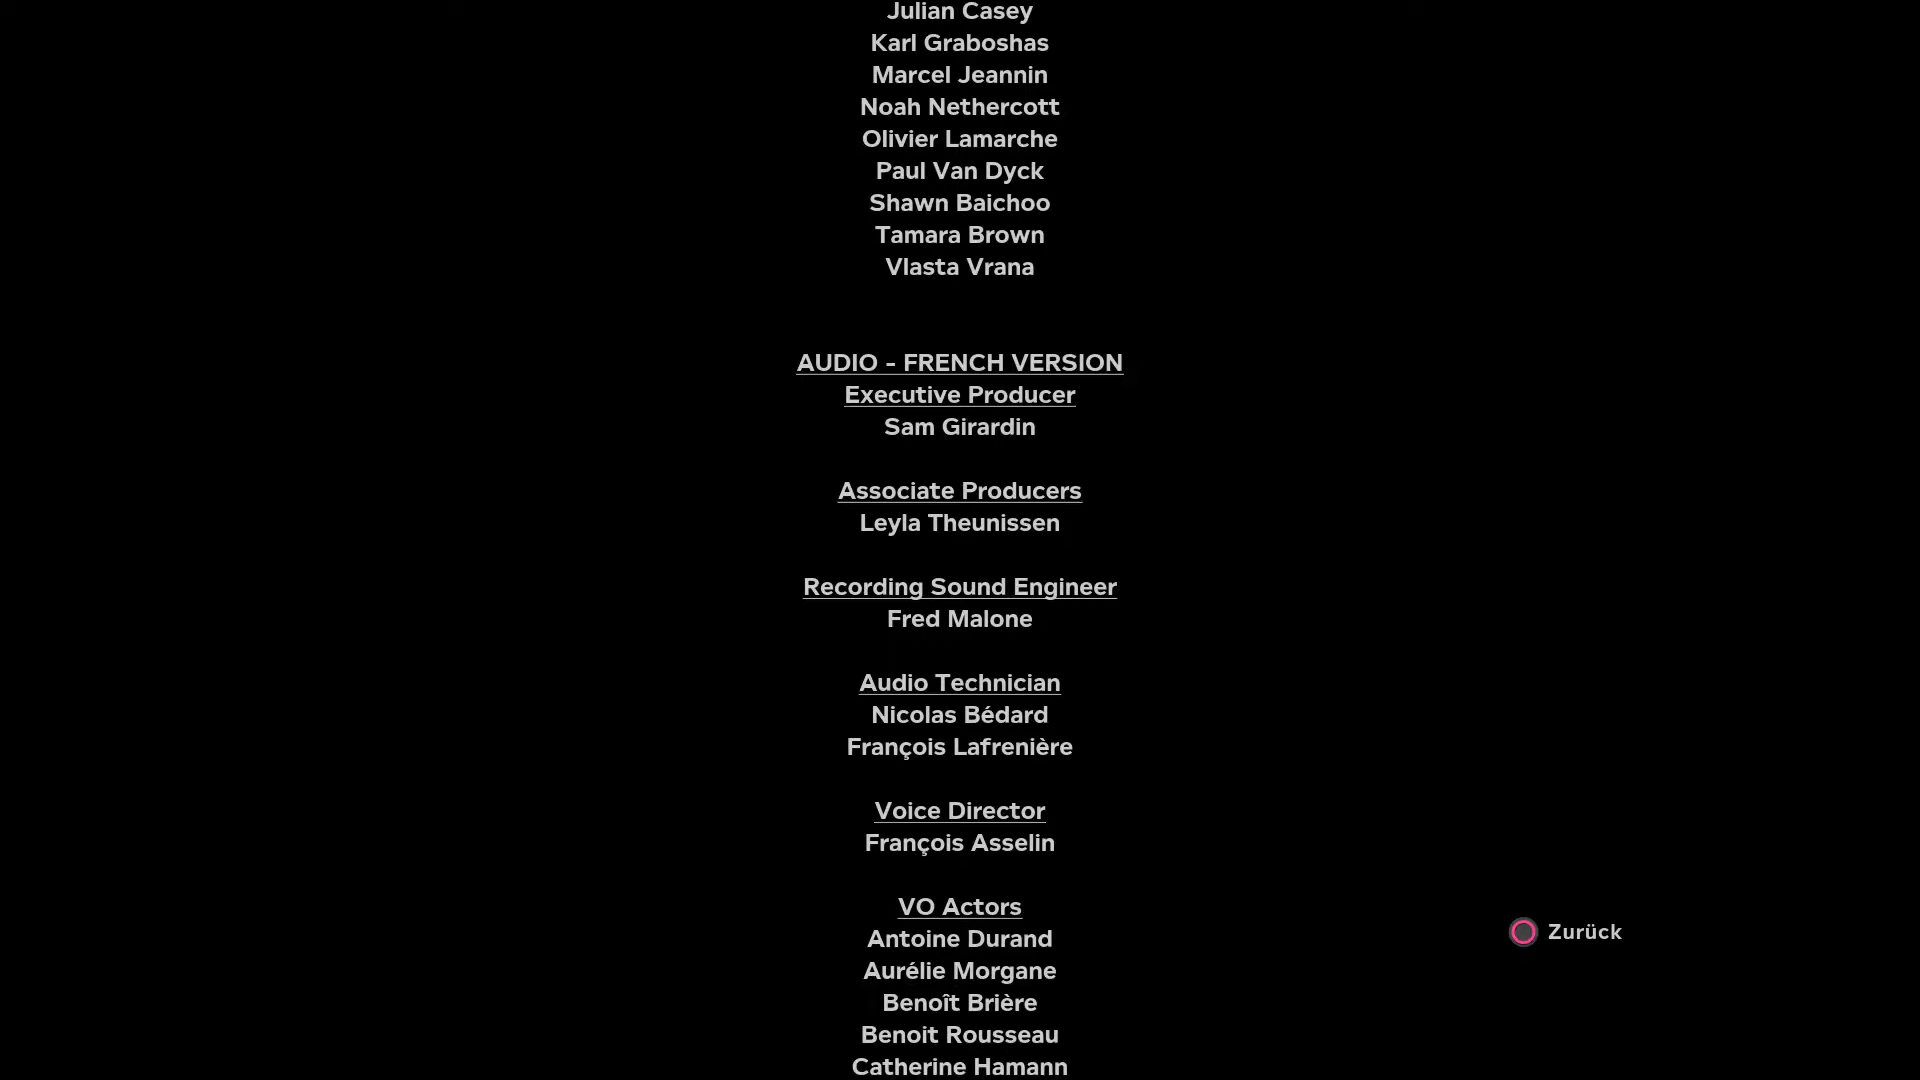 Julian Casey
Karl Graboshas
Marcel Jeannin
Noah Nethercott
Olivier Lamarche
Paul Van Dyck
Shawn Baichoo
Tamara Brown
Vlasta Vrana
AUDIO - FRENCH VERSION
Executive Producer
Sam Girardin
Associate Producers
Leyla Theunissen
Recording Sound Engineer
Fred Malone
Audio Technician
Nicolas Bédard
François Lafrenière
Voice Director
François Asselin
VO Actors
Antoine Durand
Zurück
Aurélie Morgane
Benoît Brière
Benoit Rousseau
Catherine Hamann